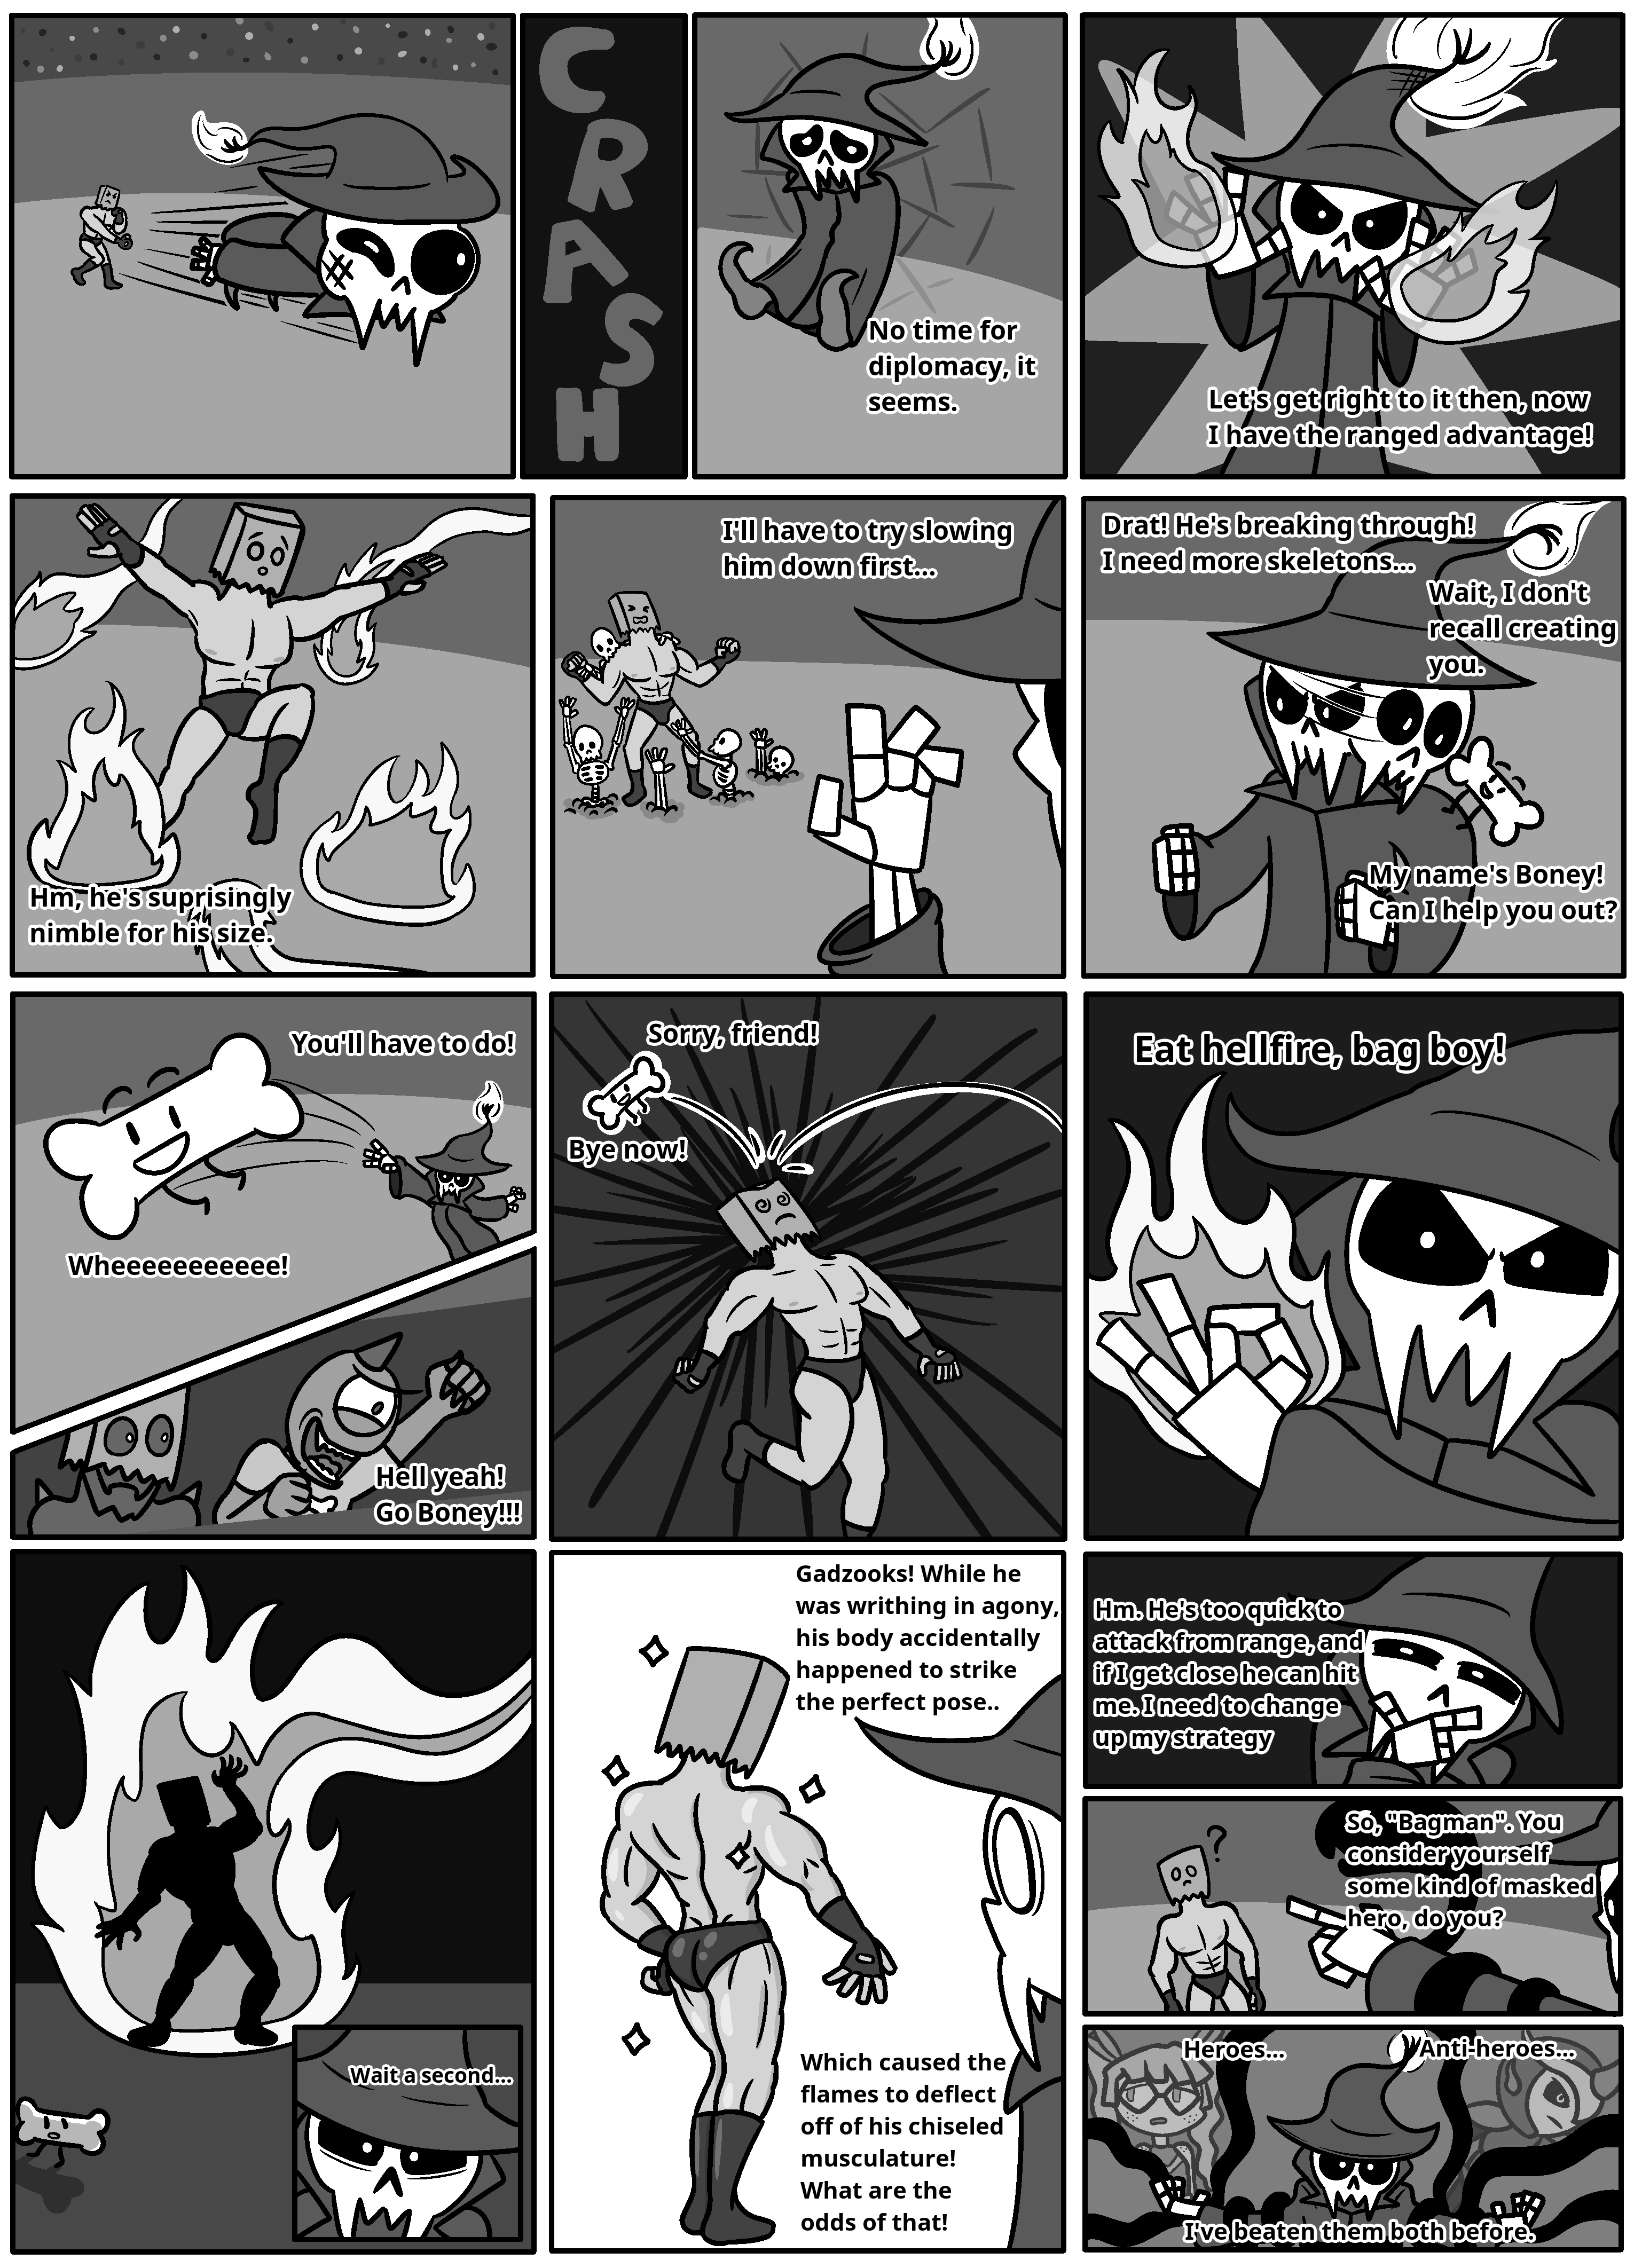 CRASH
No time for
diplomacy, it
seems.
Let's get right to it then, now
I have the ranged advantage!
Hm, he's suprisingly
nimble for his size.
I'll have to try slowing
him down first...
Drat! He's breaking through!
I need more skeletons...
Wait, I don't
recall creating
you.
My name's Boney!
Can I help you out?
You'll have to do!
Wheeeeeeeeeee!
Hell yeah!
Go Boney!!!
Sorry, friend!
Bye now!
Eat hellfire, bag boy!
Wait a second...
Gadzooks! While he
was writhing in agony,
his body accidentally
happened to strike
the perfect pose..
Which caused the
flames to deflect
off of his chiseled
musculature!
What are the
odds of that!
Hm. He's too quick to
attack from range, and
if I get close he can hit
me. I need to change
up my strategy
?
So, "Bagman". You
consider yourself
some kind of masked
hero, do you?
Heroes...
Anti-heroes...
I've beaten them both before.